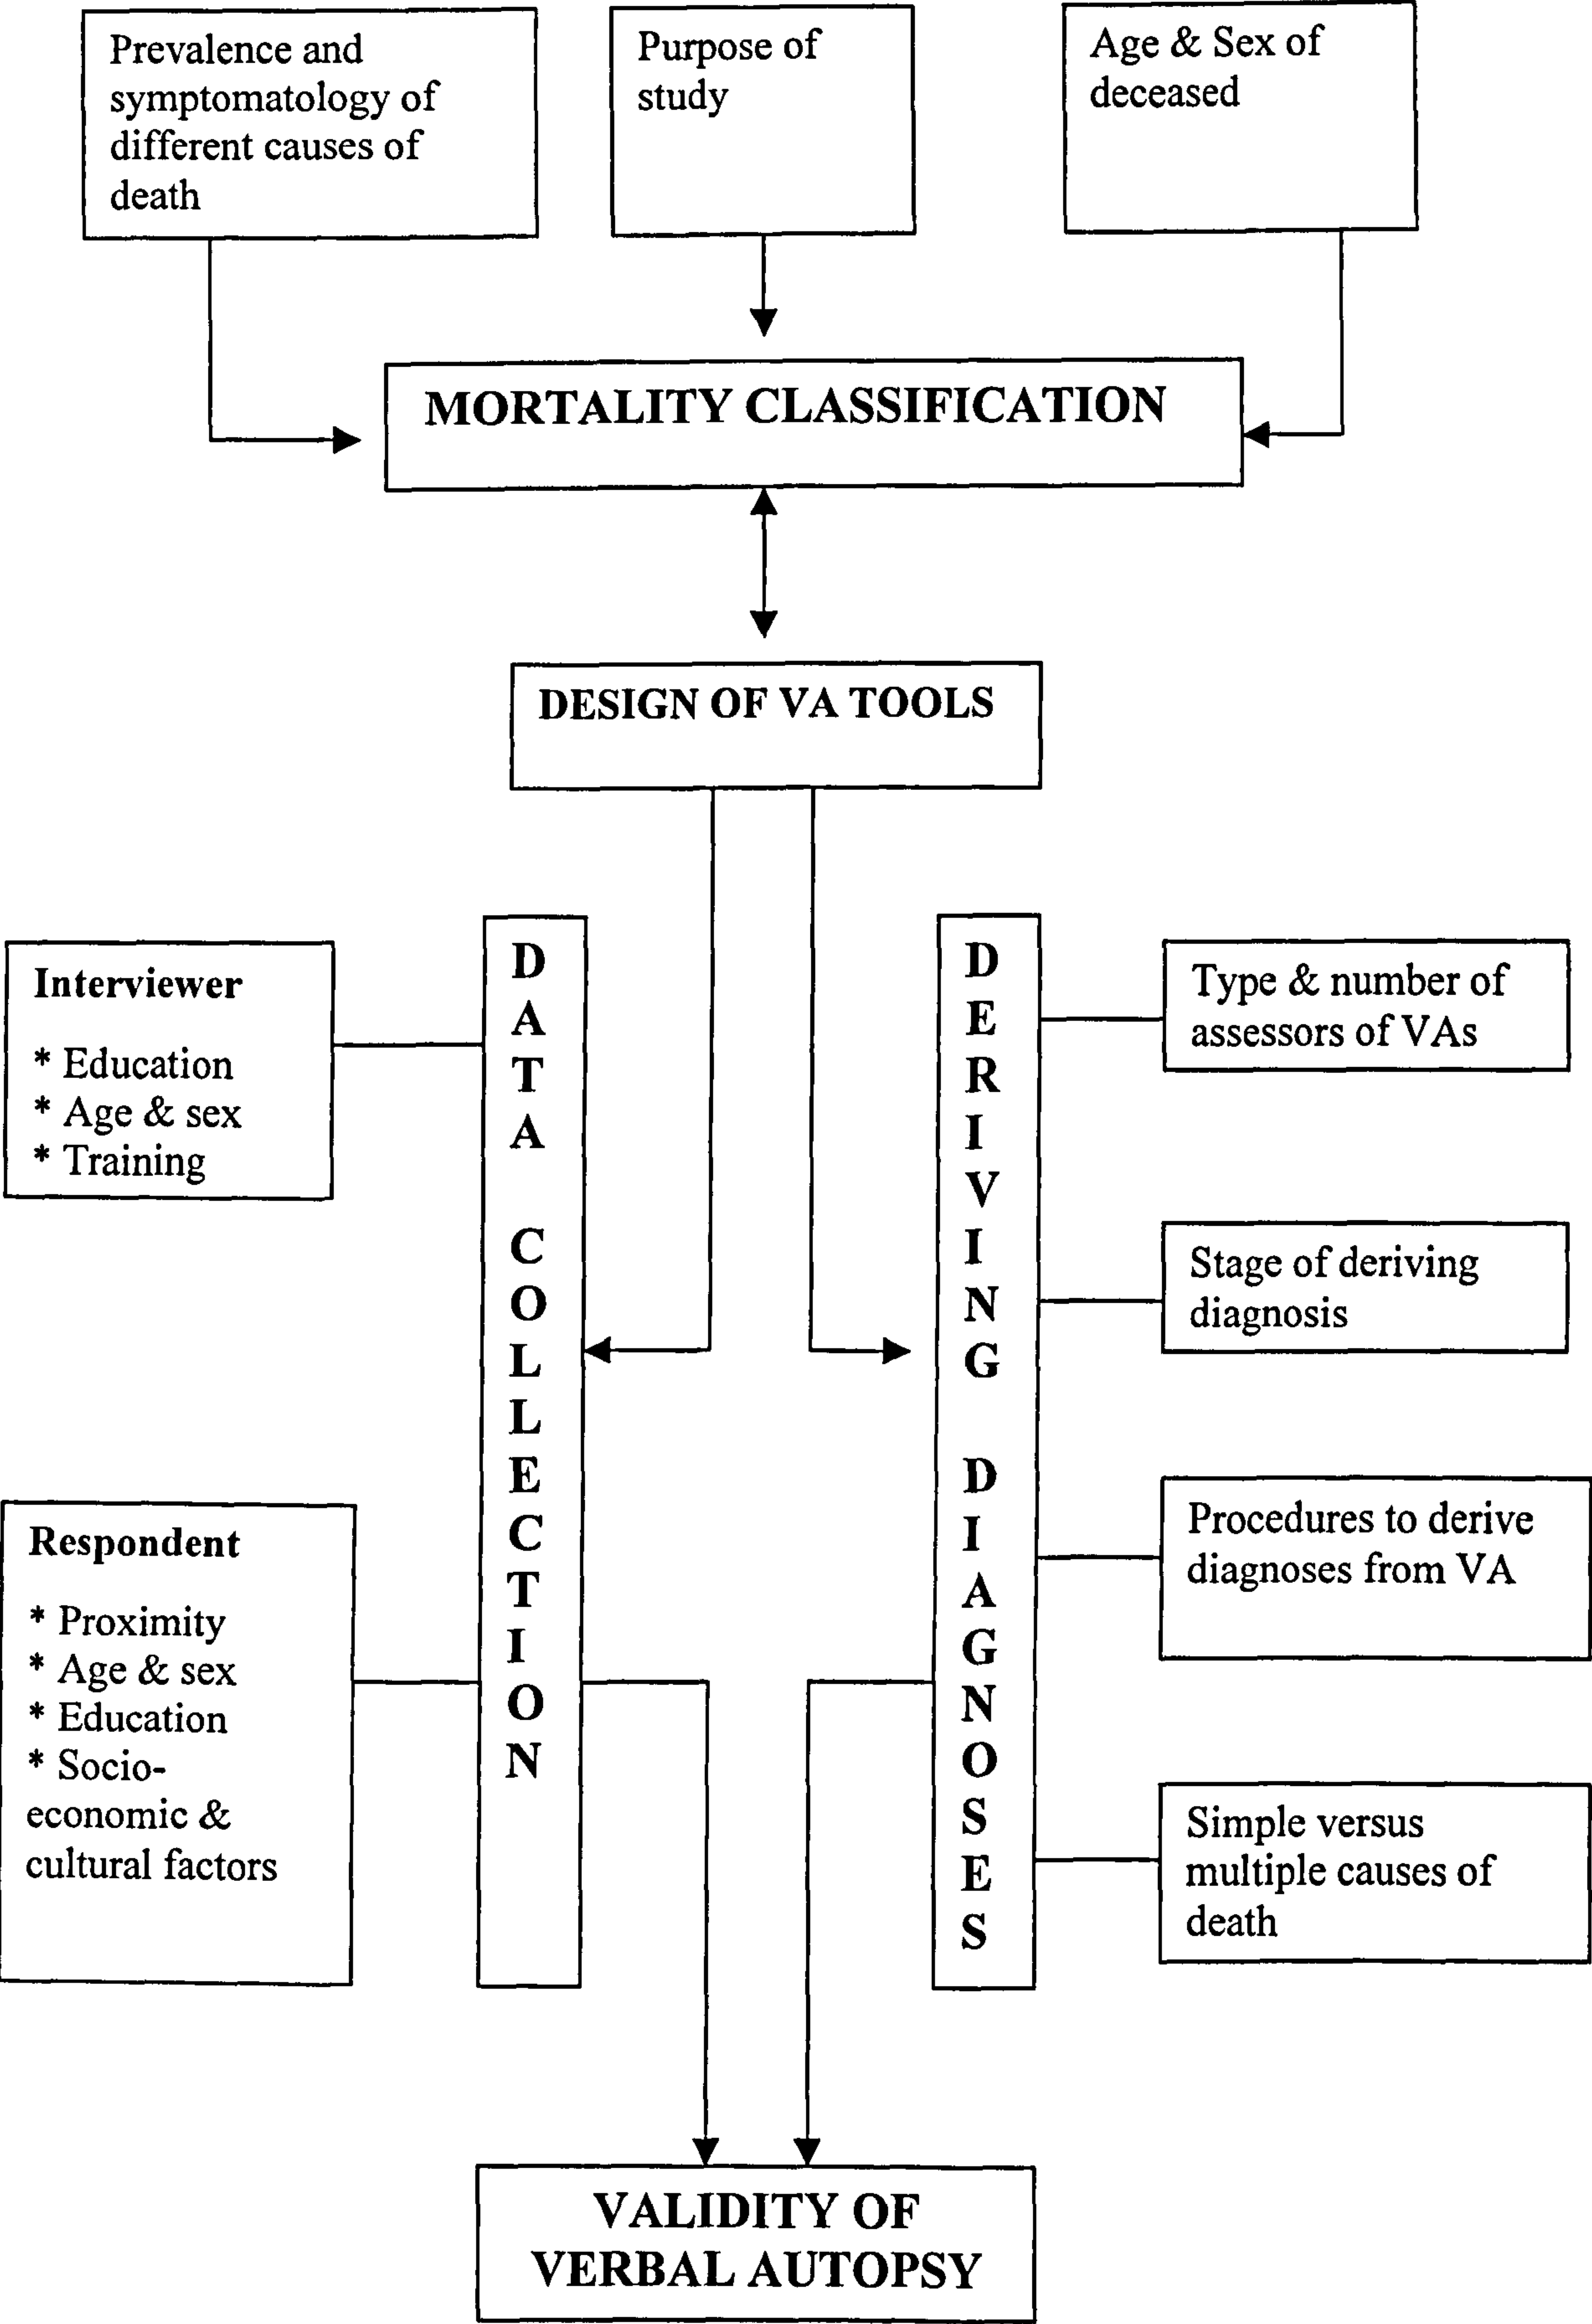 Prevalence and
symptomatology of
different causes of
death
Purpose of
study
Age & Sex of
deceased
MORTALITY CLASSIFICATION
DESIGN OF VA TOOLS
Interviewer
* Education
* Age & sex
* Training
Respondent
* Proximity
* Age & sex
* Education
* Socio-
economic &
cultural factors
DATA COLLECTION
DERIVING DIAGNOSES
Type & number of
assessors of VAs
Stage of deriving
diagnosis
Procedures to derive
diagnoses from VA
Simple versus
multiple causes of
death
VALIDITY OF
VERBAL AUTOPSY